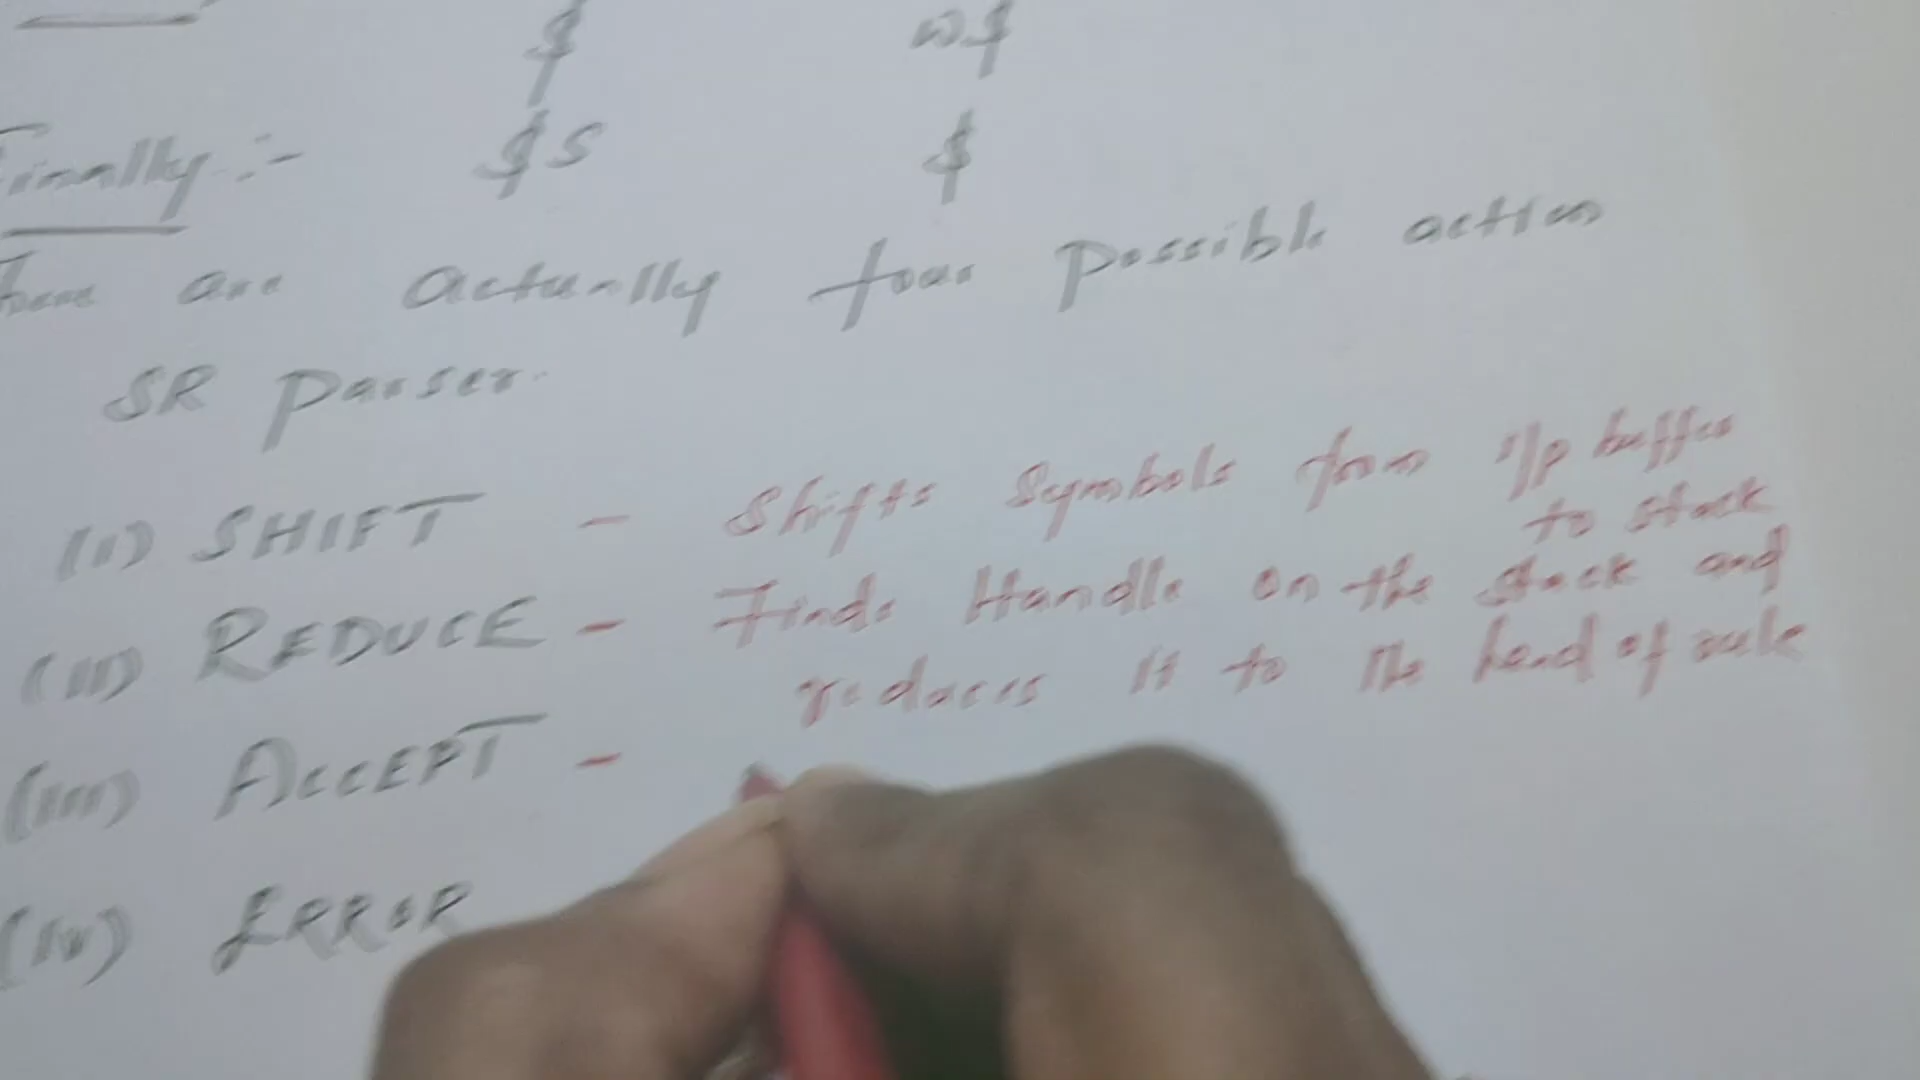 $ w$
Finally :- $S $
There are actually four possible action
SR Parser.
(i) SHIFT - Shifts Symbols from i/p buffer
to stack
(ii) REDUCE - Finds Handle on the stack and
reduces it to the head of rule
(iii) ACCEPT -
(iv) ERROR